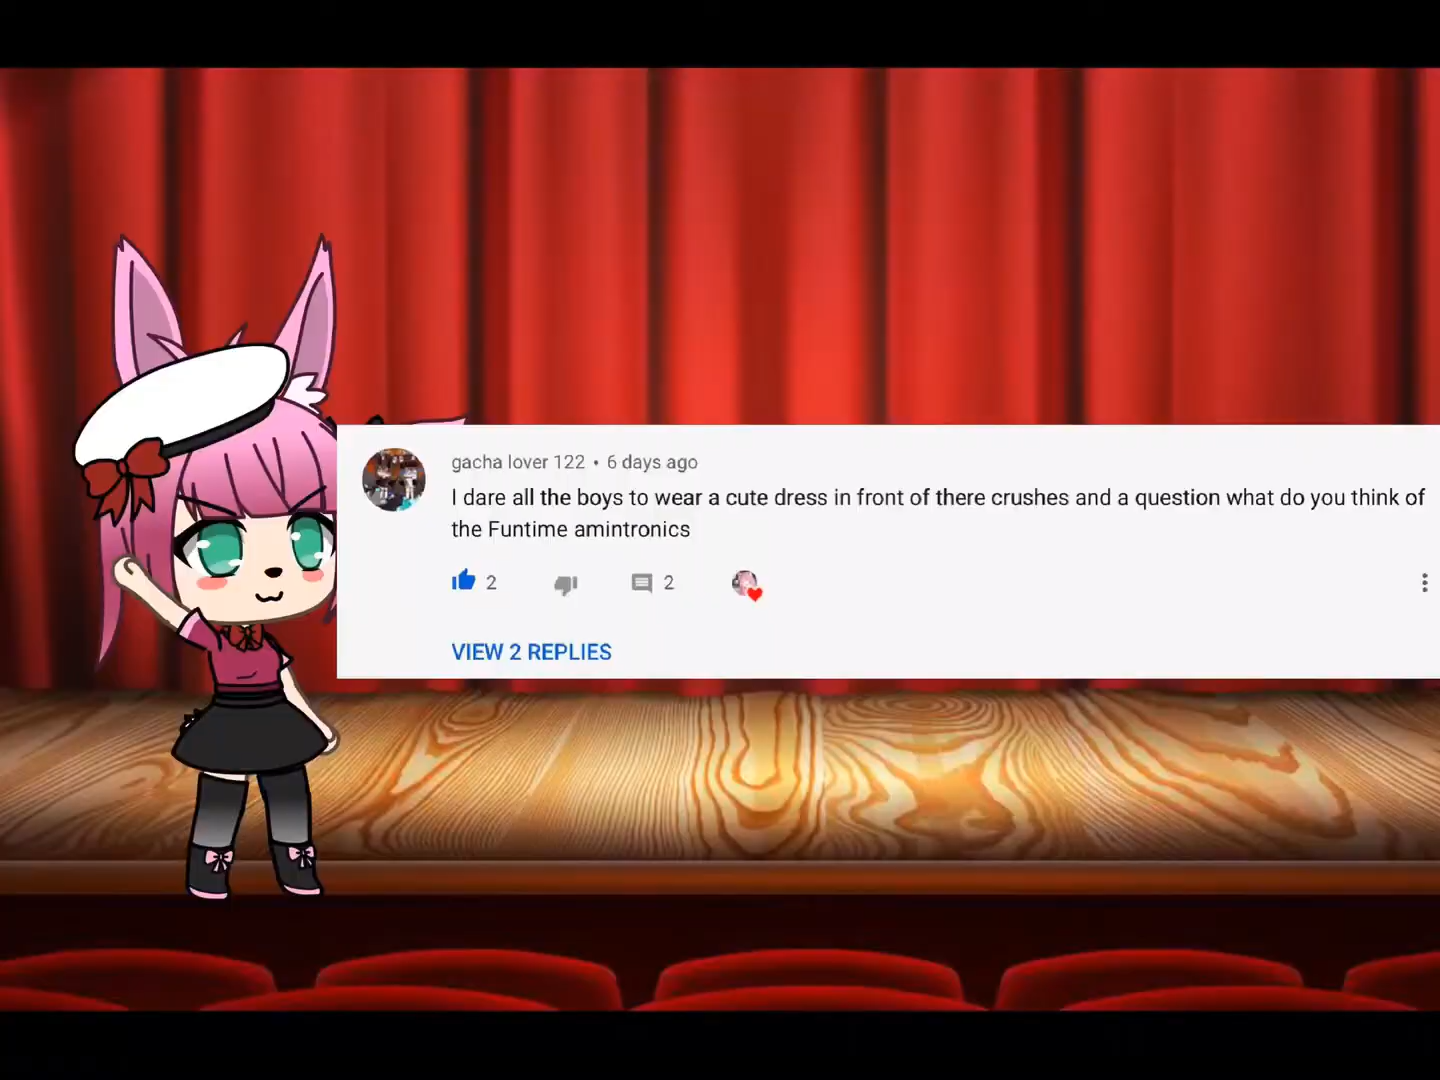 gacha lover 122 • 6 days ago
I dare all the boys to wear a cute dress in front of there crushes and a question what do you think of
the Funtime amintronics
2 2
VIEW 2 REPLIES